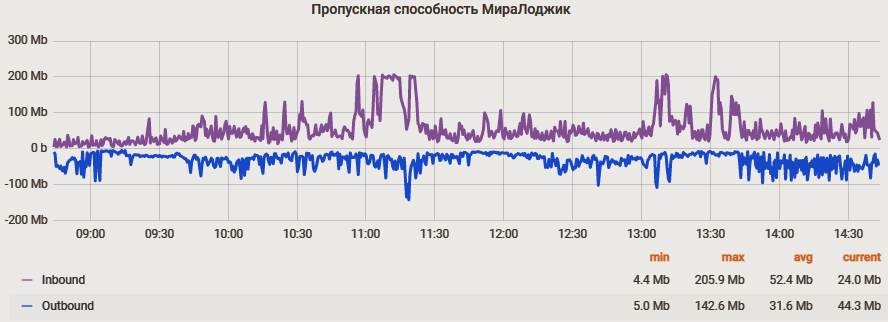 Пропускная способность МираЛоджик
300 Mb
200 Mb
100 Mb
0 b
-100 Mb
-200 Mb
09:00 09:30 10:00 10:30 11:00 11:30 12:00 12:30 13:00 13:30 14:00 14:30
min max avg current
Inbound 4.4 Mb 205.9 Mb 52.4 Mb 24.0 Mb
Outbound 5.0 Mb 142.6 Mb 31.6 Mb 44.3 Mb